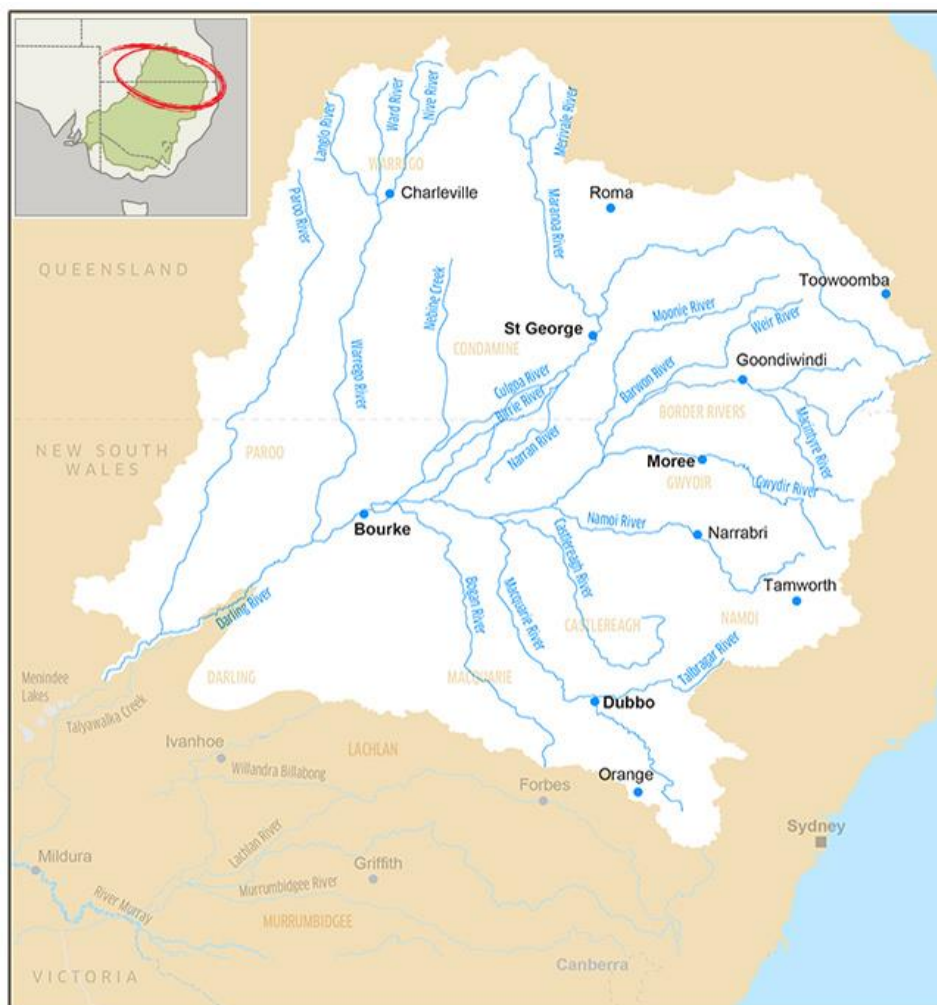 Langlo River
Ward River
Nive River
Merivale River
WARREGO
Charleville
Roma
Paroo River
Maranoa River
QUEENSLAND
Toowoomba
Nebine Creek
Moonie River
Weir River
St George
CONDAMINE
Warrego River
Goondiwindi
Culgoa River
Barwon River
Birrie River
BORDER RIVERS
NEW SOUTH
WALES
PAROO
Narran River
Macintyre River
Moree
GWYDIR
Gwydir River
Bourke
Namoi River
Narrabri
Castlereagh River
Tamworth
Darling River
Bogan River
Macquarie River
CASTLEREAGH
NAMOI
Talbragar River
DARLING
MACQUARIE
Menindee
Lakes
Talyawalka Creek
Dubbo
Ivanhoe
LACHLAN
Willandra Billabong
Orange
Forbes
Lachlan River
Sydney
Mildura
Griffith
Murrumbidgee River
River Murray
MURRUMBIDGEE
Canberra
VICTORIA